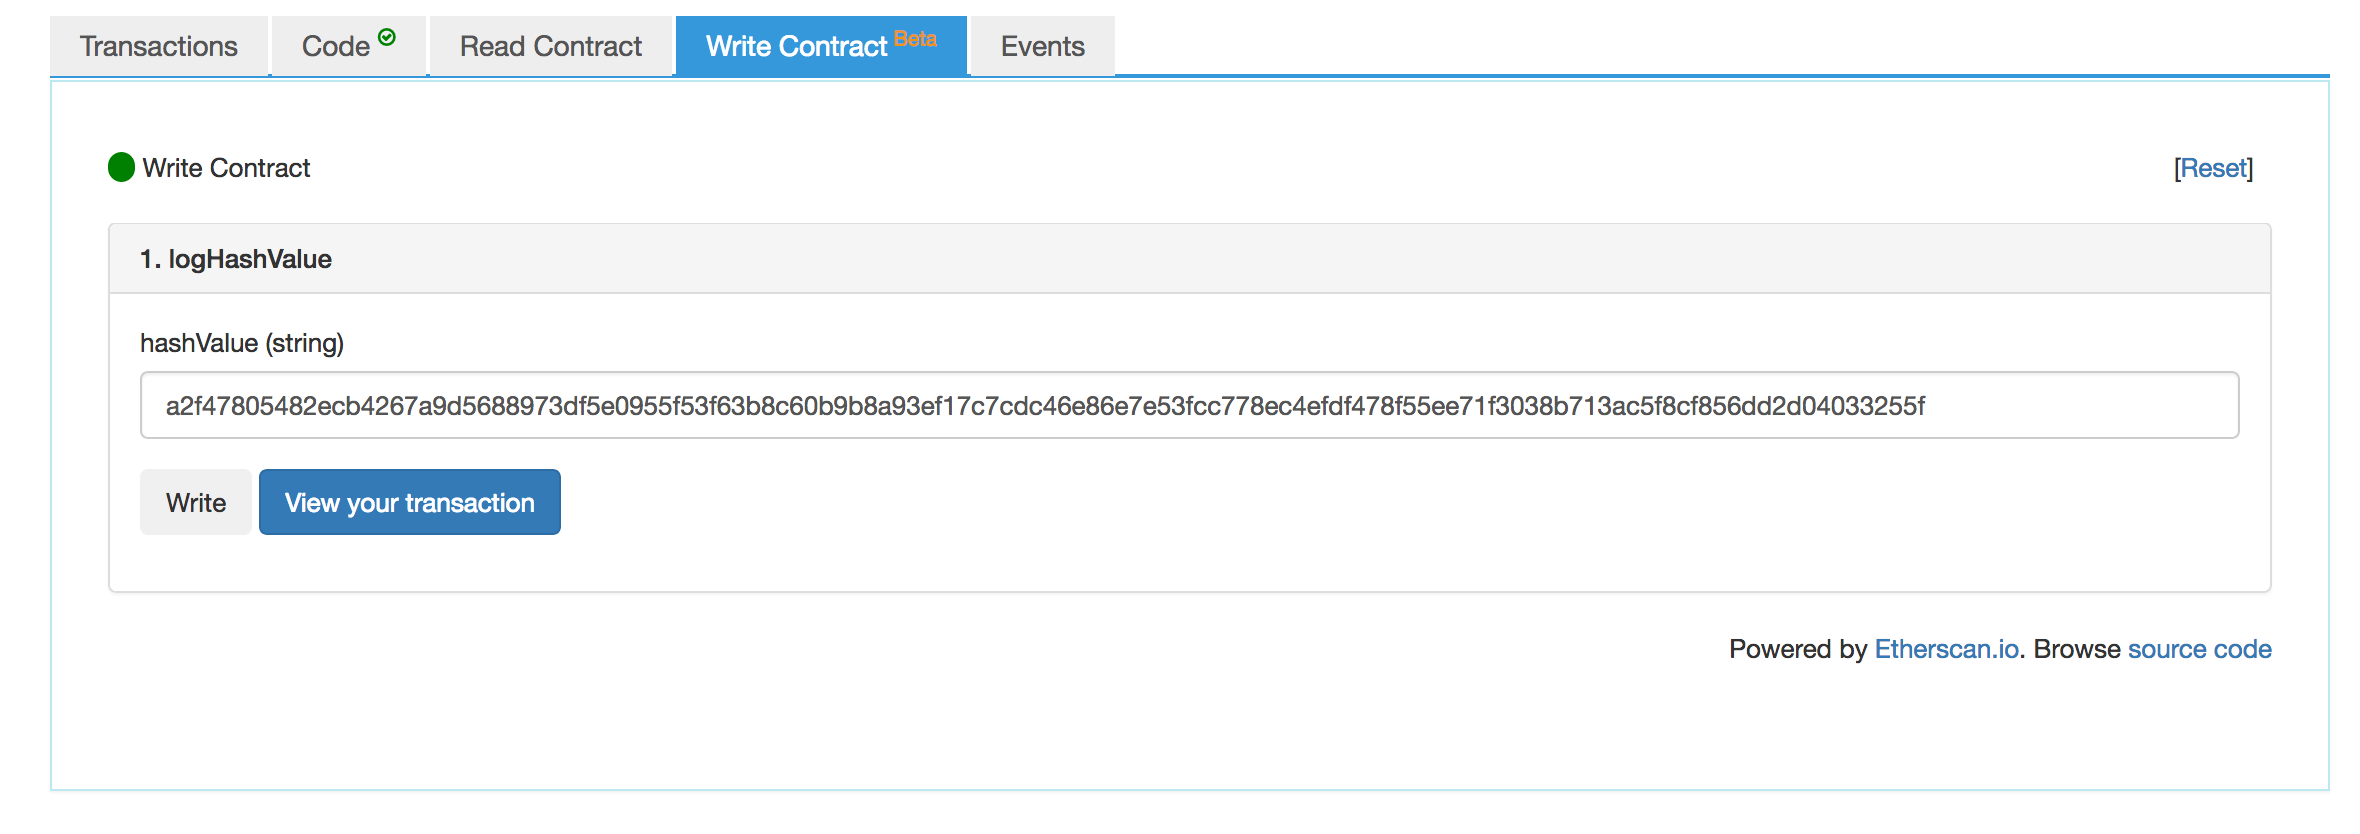 Transactions Code Read Contract Write Contract Beta Events
Write Contract [Reset]
1. logHashValue
hashValue (string)
a2f47805482ecb4267a9d5688973df5e0955f53f63b8c60b9b8a93ef17c7cdc46e86e7e53fcc778ec4efdf478f55ee71f3038b713ac5f8cf856dd2d04033255f
Write View your transaction
Powered by Etherscan.io. Browse source code